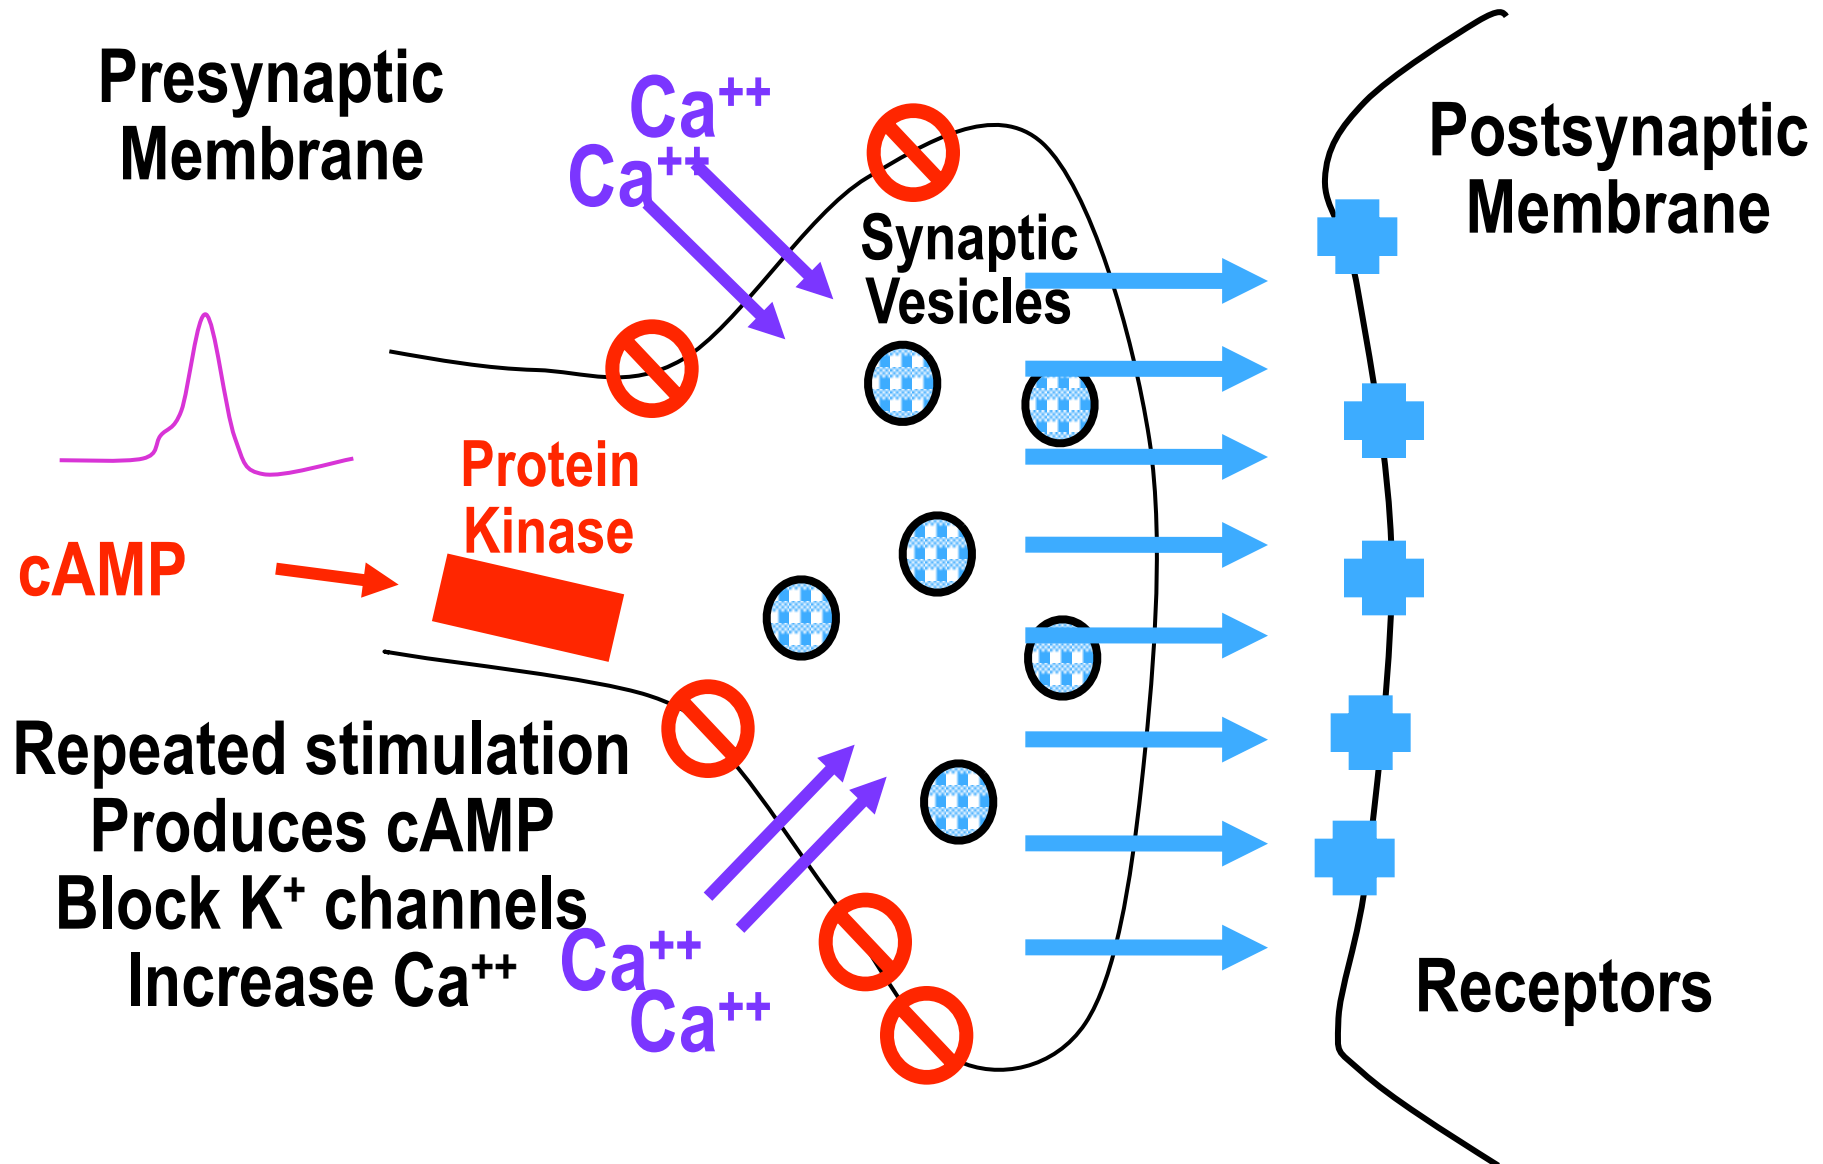 Presynaptic
Membrane
Ca++
Ca++
Postsynaptic
Membrane
Synaptic
Vesicles
Protein
Kinase
cAMP
Repeated stimulation
Produces cAMP
Block K+ channels
Increase Ca++
Ca++
Ca++
Receptors